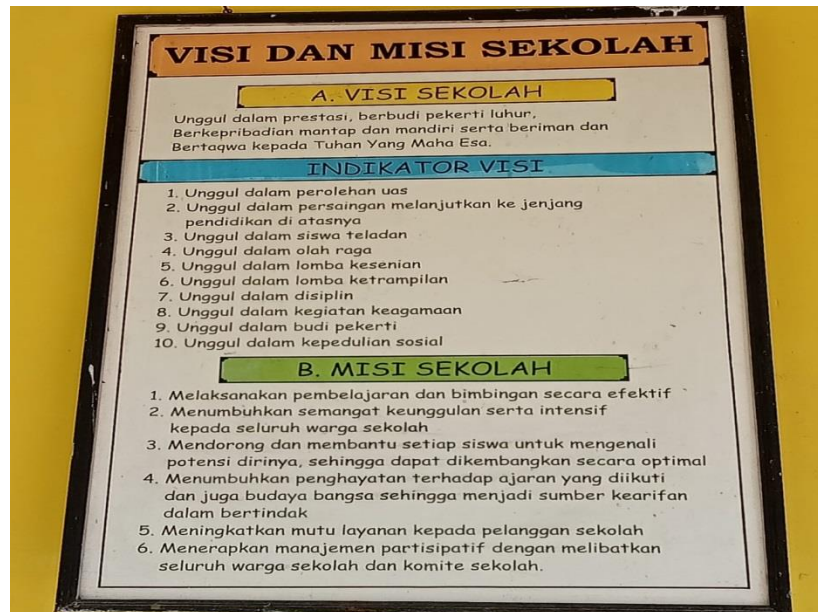 VISI DAN MISI SEKOLAH
A. VISI SEKOLAH
Unggul dalam prestasi, berbudi pekerti luhur,
Berkepribadian mantap dan mandiri serta beriman dan
Bertaqwa kepada Tuhan Yang Maha Esa.
INDIKATOR VISI
1. Unggul dalam perolehan uas
2. Unggul dalam persaingan melanjutkan ke jenjang
pendidikan di atasnya
3. Unggul dalam siswa teladan
4. Unggul dalam olah raga
5. Unggul dalam lomba kesenian
6. Unggul dalam lomba ketrampilan
7. Unggul dalam disiplin
8. Unggul dalam kegiatan keagamaan
9. Unggul dalam budi pekerti
10. Unggul dalam kepedulian sosial
B. MISI SEKOLAH
1. Melaksanakan pembelajaran dan bimbingan secara efektif
2. Menumbuhkan semangat keunggulan serta intensif
kepada seluruh warga sekolah
3. Mendorong dan membantu setiap siswa untuk mengenali
potensi dirinya, sehingga dapat dikembangkan secara optimal
4. Menumbuhkan penghayatan terhadap ajaran yang diikuti
dan juga budaya bangsa sehingga menjadi sumber kearifan
dalam bertindak
5. Meningkatkan mutu layanan kepada pelanggan sekolah
6. Menerapkan manajemen partisipatif dengan melibatkan
seluruh warga sekolah dan komite sekolah.